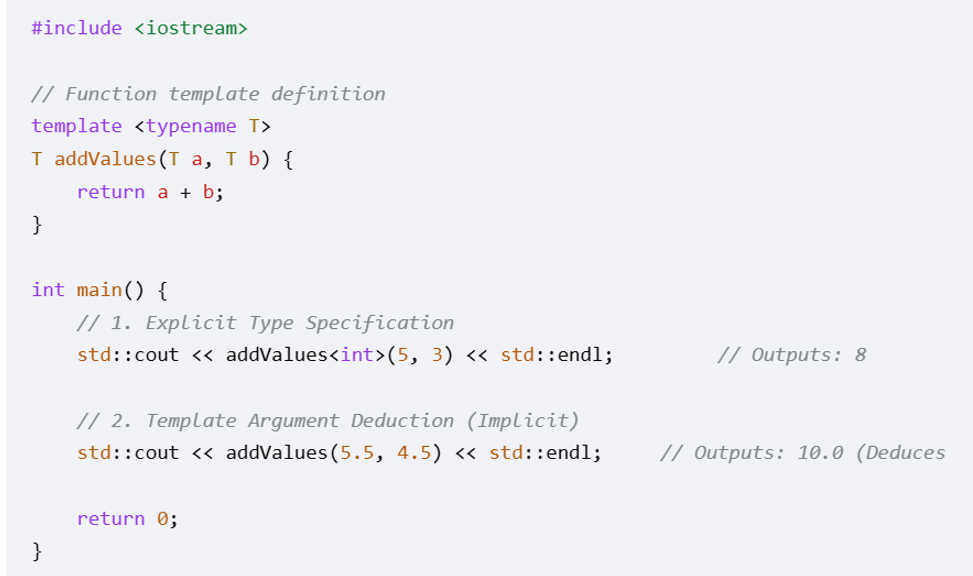 #include <iostream>

// Function template definition
template <typename T>
T addValues(T a, T b) {
    return a + b;
}

int main() {
    // 1. Explicit Type Specification
    std::cout << addValues<int>(5, 3) << std::endl;         // Outputs: 8

    // 2. Template Argument Deduction (Implicit)
    std::cout << addValues(5.5, 4.5) << std::endl;     // Outputs: 10.0 (Deduces

    return 0;
}